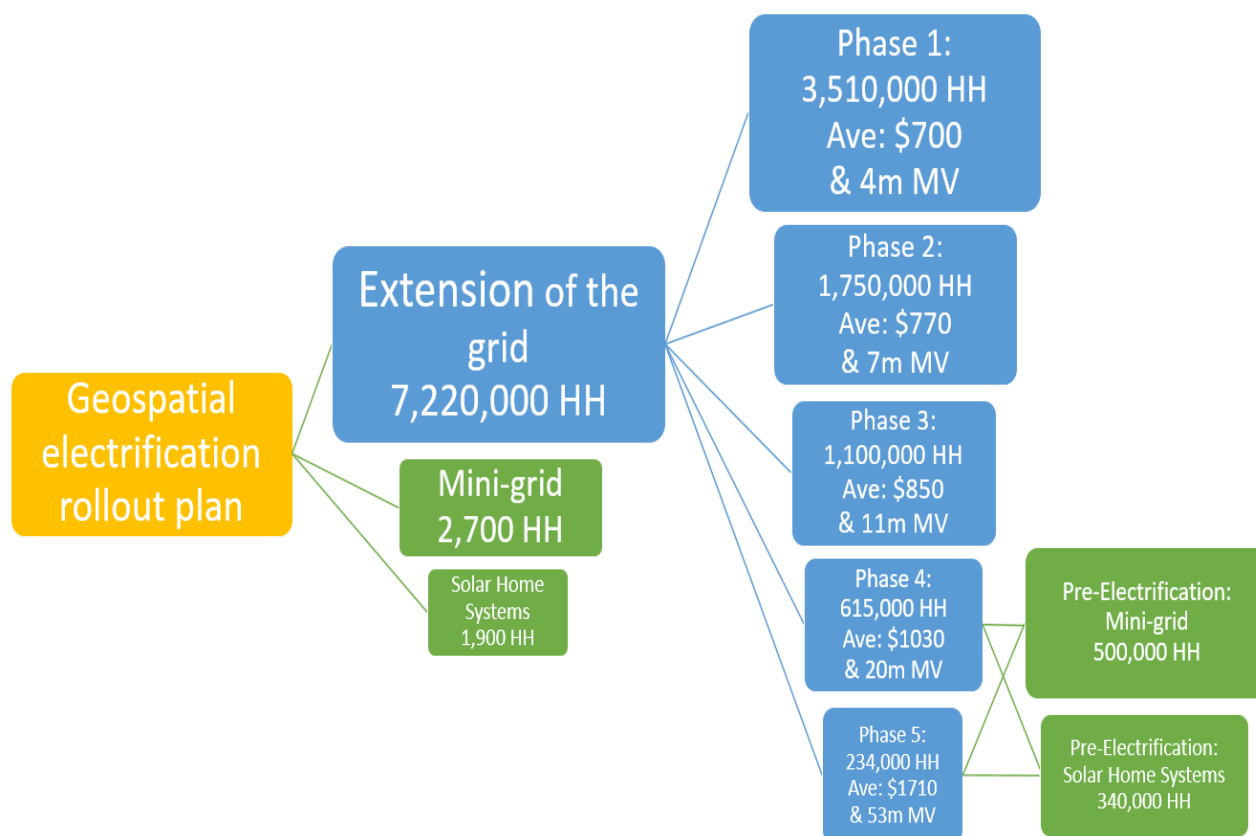 Geospatial
electrification
rollout plan
Extension of the
grid
7,220,000 HH
Mini-grid
2,700 HH
Solar Home
Systems
1,900 HH
Phase 1:
3,510,000 HH
Ave: $700
& 4m MV
Phase 2:
1,750,000 HH
Ave: $770
& 7m MV
Phase 3:
1,100,000 HH
Ave: $850
& 11m MV
Phase 4:
615,000 HH
Ave: $1030
& 20m MV
Phase 5:
234,000 HH
Ave: $1710
& 53m MV
Pre-Electrification:
Mini-grid
500,000 HH
Pre-Electrification:
Solar Home Systems
340,000 HH